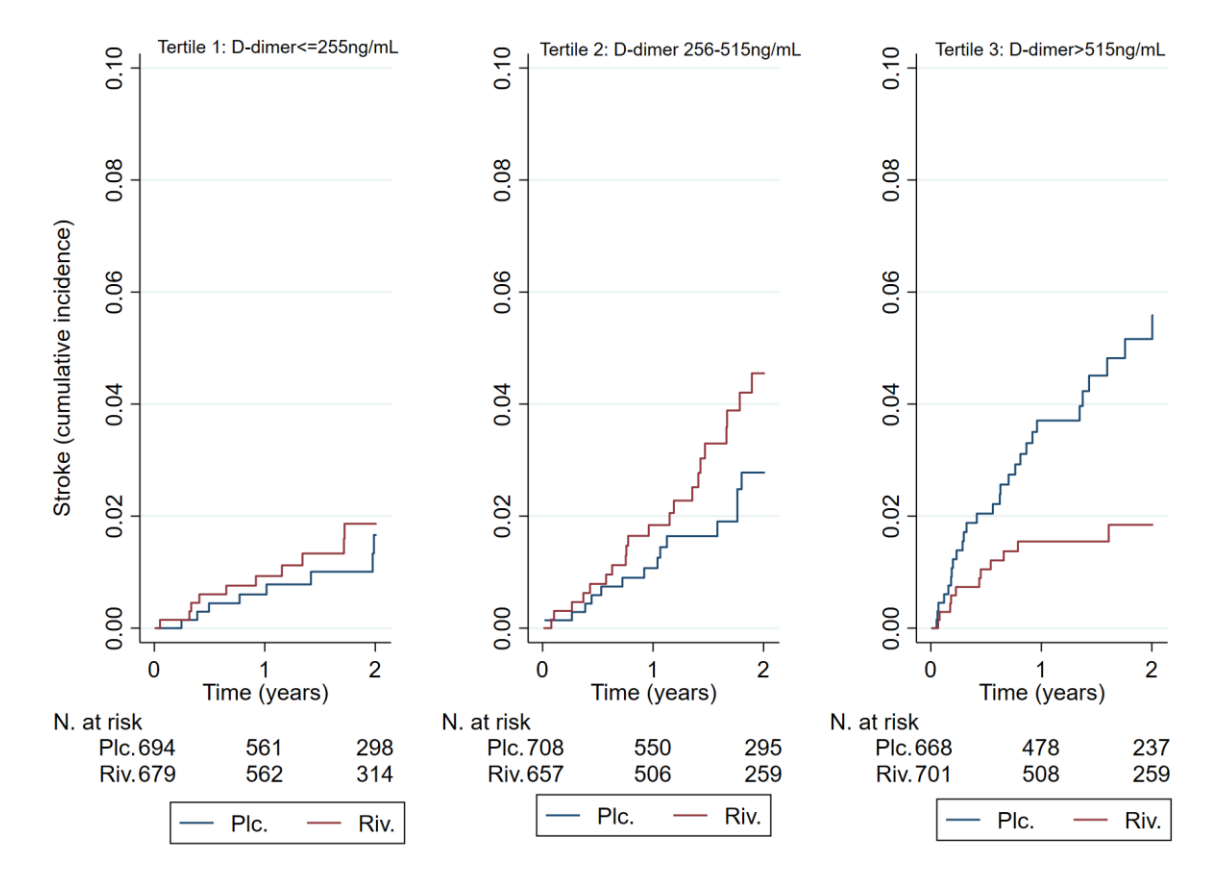 Tertile 1: D-dimer<=255ng/mL
Stroke (cumulative incidence)
0.10
0.08
0.06
0.04
0.02
0.00
0 1 2
Time (years)
N. at risk
Plc. 694 561 298
Riv. 679 562 314
Plc. Riv.
Tertile 2: D-dimer 256-515ng/mL
0.10
0.08
0.06
0.04
0.02
0.00
0 1 2
Time (years)
N. at risk
Plc. 708 550 295
Riv. 657 506 259
Plc. Riv.
Tertile 3: D-dimer>515ng/mL
0.10
0.08
0.06
0.04
0.02
0.00
0 1 2
Time (years)
N. at risk
Plc. 668 478 237
Riv. 701 508 259
Plc. Riv.